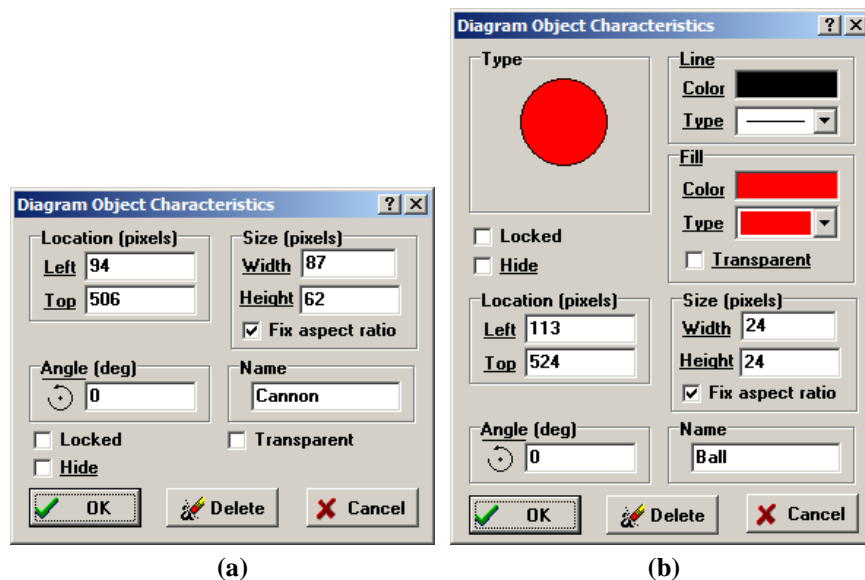 Diagram Object Characteristics
Location (pixels)
Left 94
Top 506
Size (pixels)
Width 87
Height 62
Fix aspect ratio
Angle (deg)
0
Name
Cannon
Locked
Transparent
Hide
OK
Delete
Cancel
(a)
Diagram Object Characteristics
Type
Line
Color
Type
Fill
Color
Type
Transparent
Locked
Hide
Location (pixels)
Left 113
Top 524
Size (pixels)
Width 24
Height 24
Fix aspect ratio
Angle (deg)
0
Name
Ball
OK
Delete
Cancel
(b)